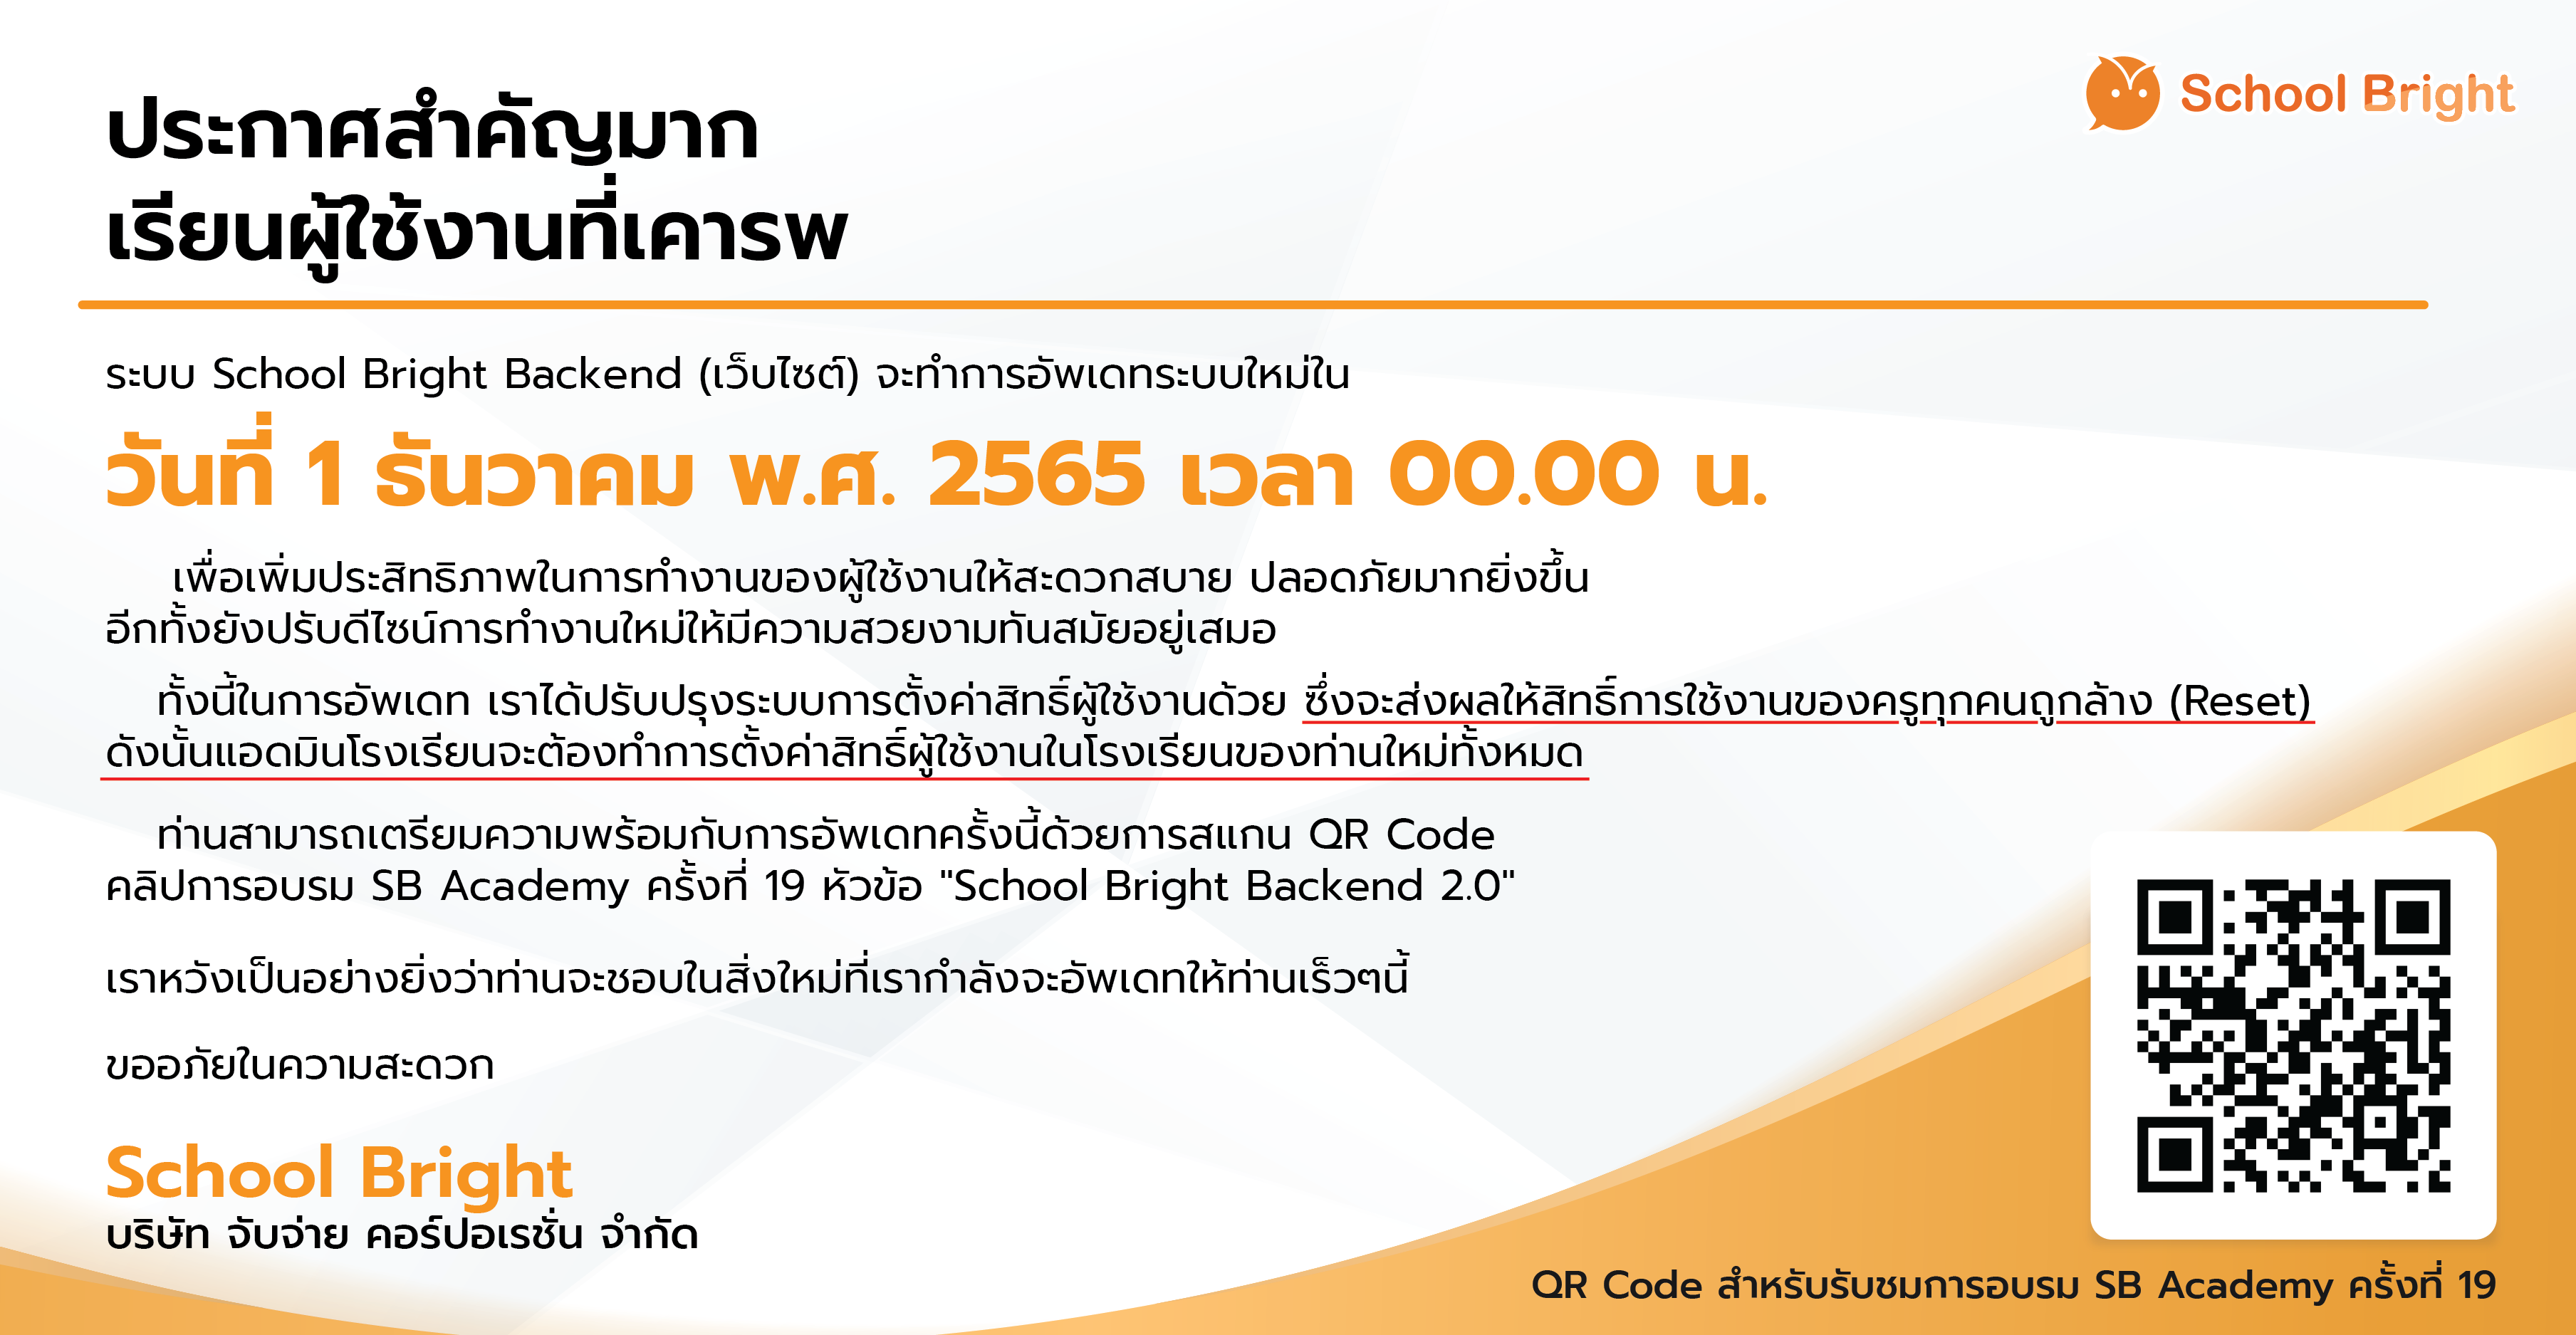 School Bright
ประกาศสำคัญมาก
เรียนผู้ใช้งานที่เคารพ
ระบบ School Bright Backend (เว็บไซต์) จะทำการอัพเดทระบบใหม่ใน
วันที่ 1 ธันวาคม พ.ศ. 2565 เวลา 00.00 น.
เพื่อเพิ่มประสิทธิภาพในการทำงานของผู้ใช้งานให้สะดวกสบาย ปลอดภัยมากยิ่งขึ้น
อีกทั้งยังปรับดีไซน์การทำงานใหม่ให้มีความสวยงามทันสมัยอยู่เสมอ
ทั้งนี้ในการอัพเดท เราได้ปรับปรุงระบบการตั้งค่าสิทธิ์ผู้ใช้งานด้วย ซึ่งจะส่งผลให้สิทธิ์การใช้งานของครูทุกคนถูกล้าง (Reset)
ดังนั้นแอดมินโรงเรียนจะต้องทำการตั้งค่าสิทธิ์ผู้ใช้งานในโรงเรียนของท่านใหม่ทั้งหมด
ท่านสามารถเตรียมความพร้อมกับการอัพเดทครั้งนี้ด้วยการสแกน QR Code
คลิปการอบรม SB Academy ครั้งที่ 19 หัวข้อ "School Bright Backend 2.0"
เราหวังเป็นอย่างยิ่งว่าท่านจะชอบในสิ่งใหม่ที่เรากำลังจะอัพเดทให้ท่านเร็วๆนี้
ขออภัยในความสะดวก
School Bright
บริษัท จับจ่าย คอร์ปอเรชั่น จำกัด
QR Code สำหรับรับชมการอบรม SB Academy ครั้งที่ 19